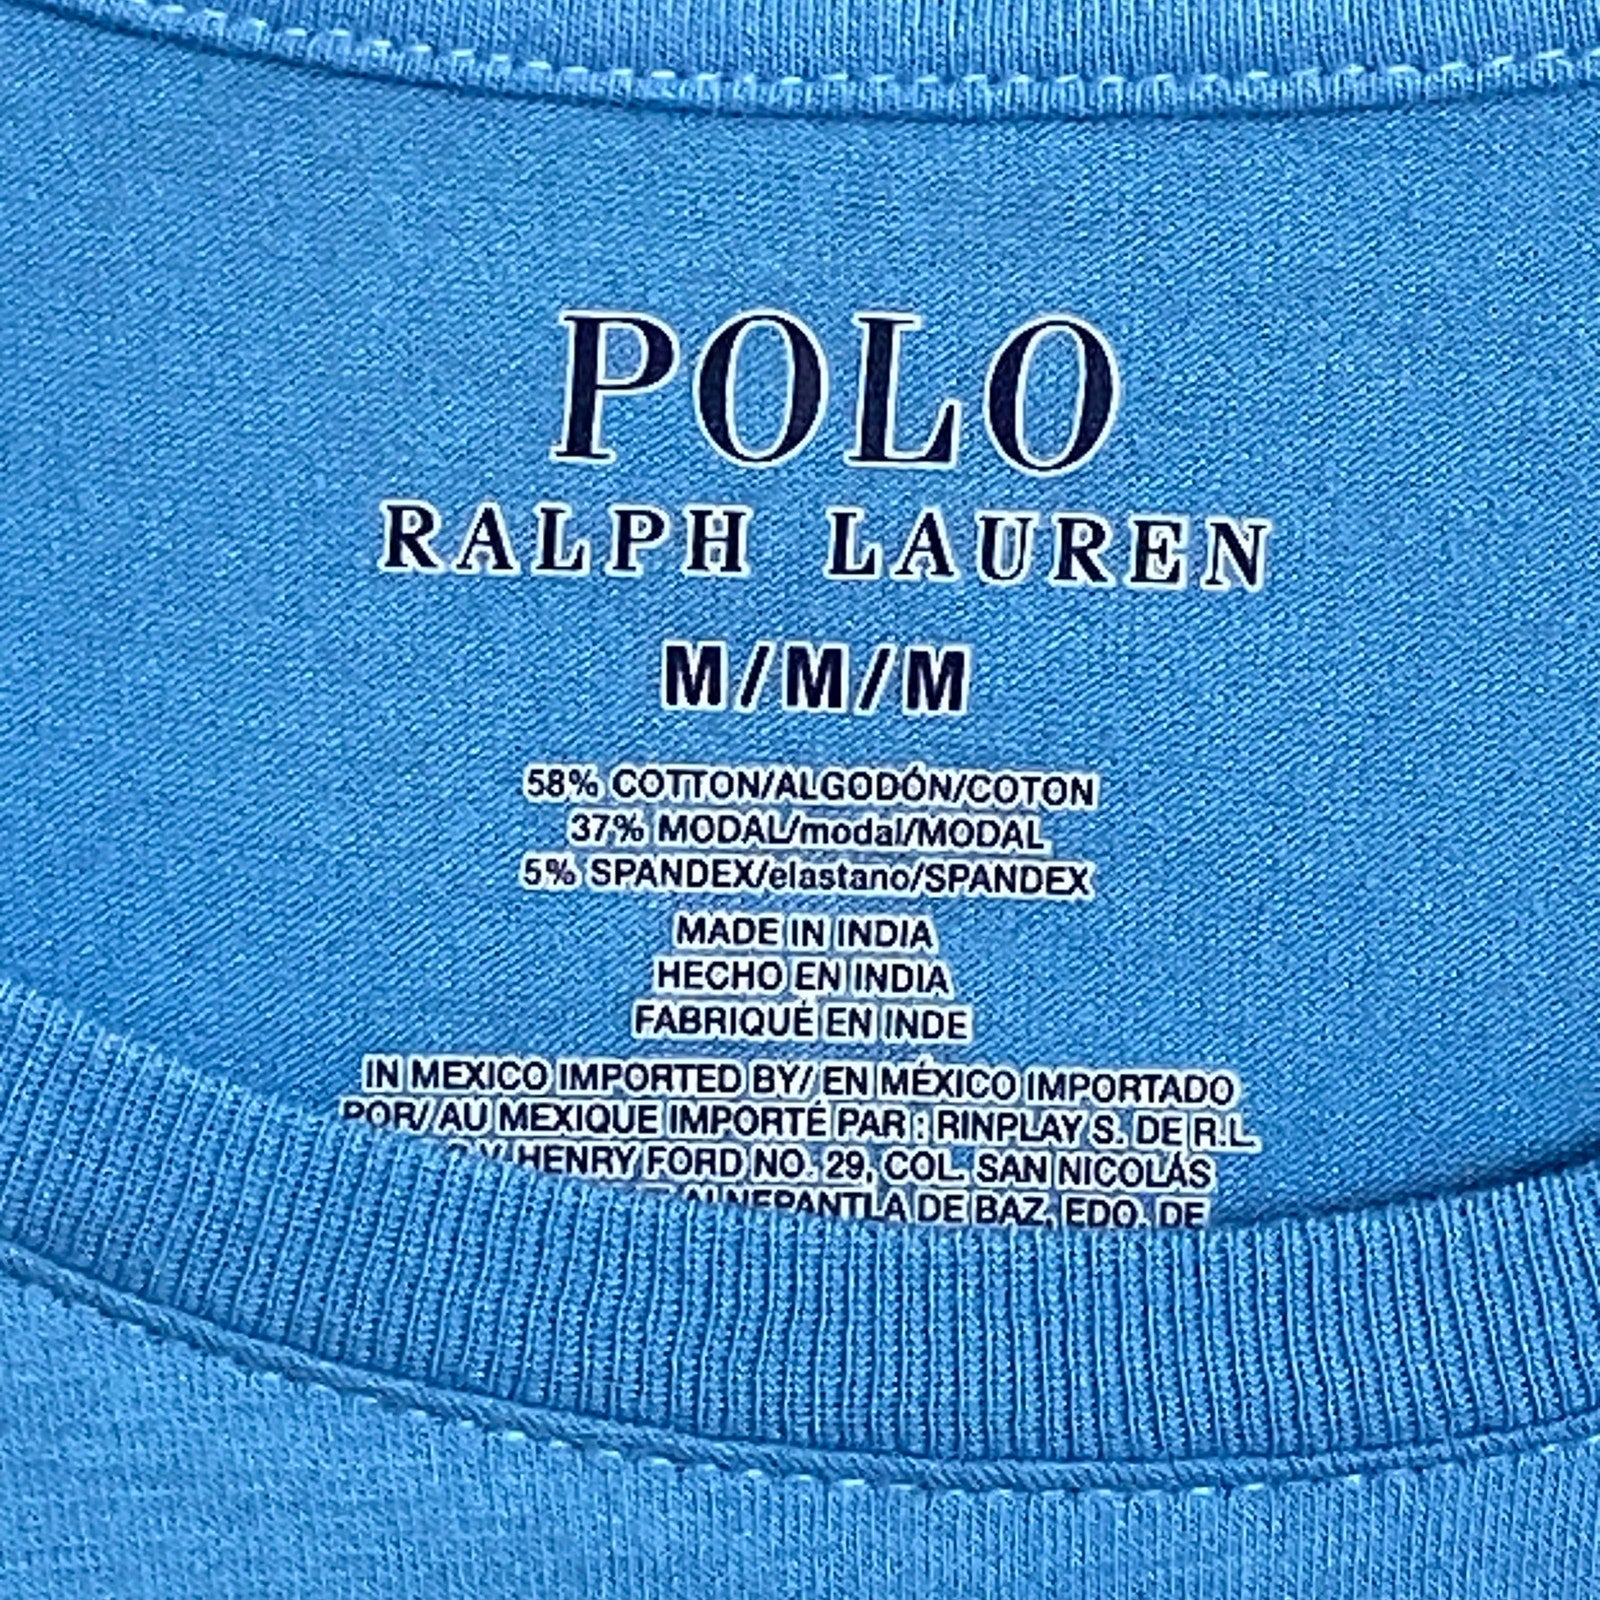 POLO
RALPH LAUREN
M/M/M
58% COTTON/ALGODÓN/COTON
37% MODAL/modal/MODAL
5% SPANDEX/elastano/SPANDEX
MADE IN INDIA
HECHO EN INDIA
FABRIQUÉ EN INDE
IN MEXICO IMPORTED BY/ EN MÉXICO IMPORTADO
POR/ AU MEXIQUE IMPORTÉ PAR : RINPLAY S. DE R.L.
HENRY FORD NO. 29, COL. SAN NICOLÁS
DE BAZ, EDO. DE